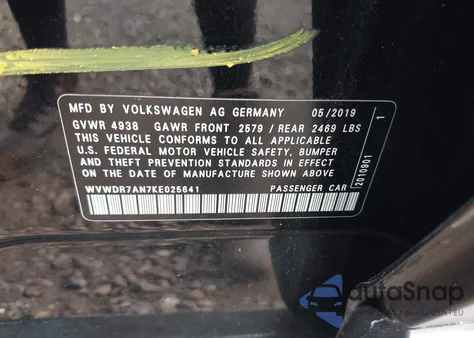 MFD BY VOLKSWAGEN AG GERMANY 05/2019
GVWR 4938 GAWR FRONT 2579 / REAR 2469 LBS
THIS VEHICLE CONFORMS TO ALL APPLICABLE
U.S. FEDERAL MOTOR VEHICLE SAFETY, BUMPER
AND THEFT PREVENTION STANDARDS IN EFFECT
ON THE DATE OF MANUFACTURE SHOWN ABOVE
WVWDR7AN7KE025641 PASSENGER CAR
2010901 1
autoSnap